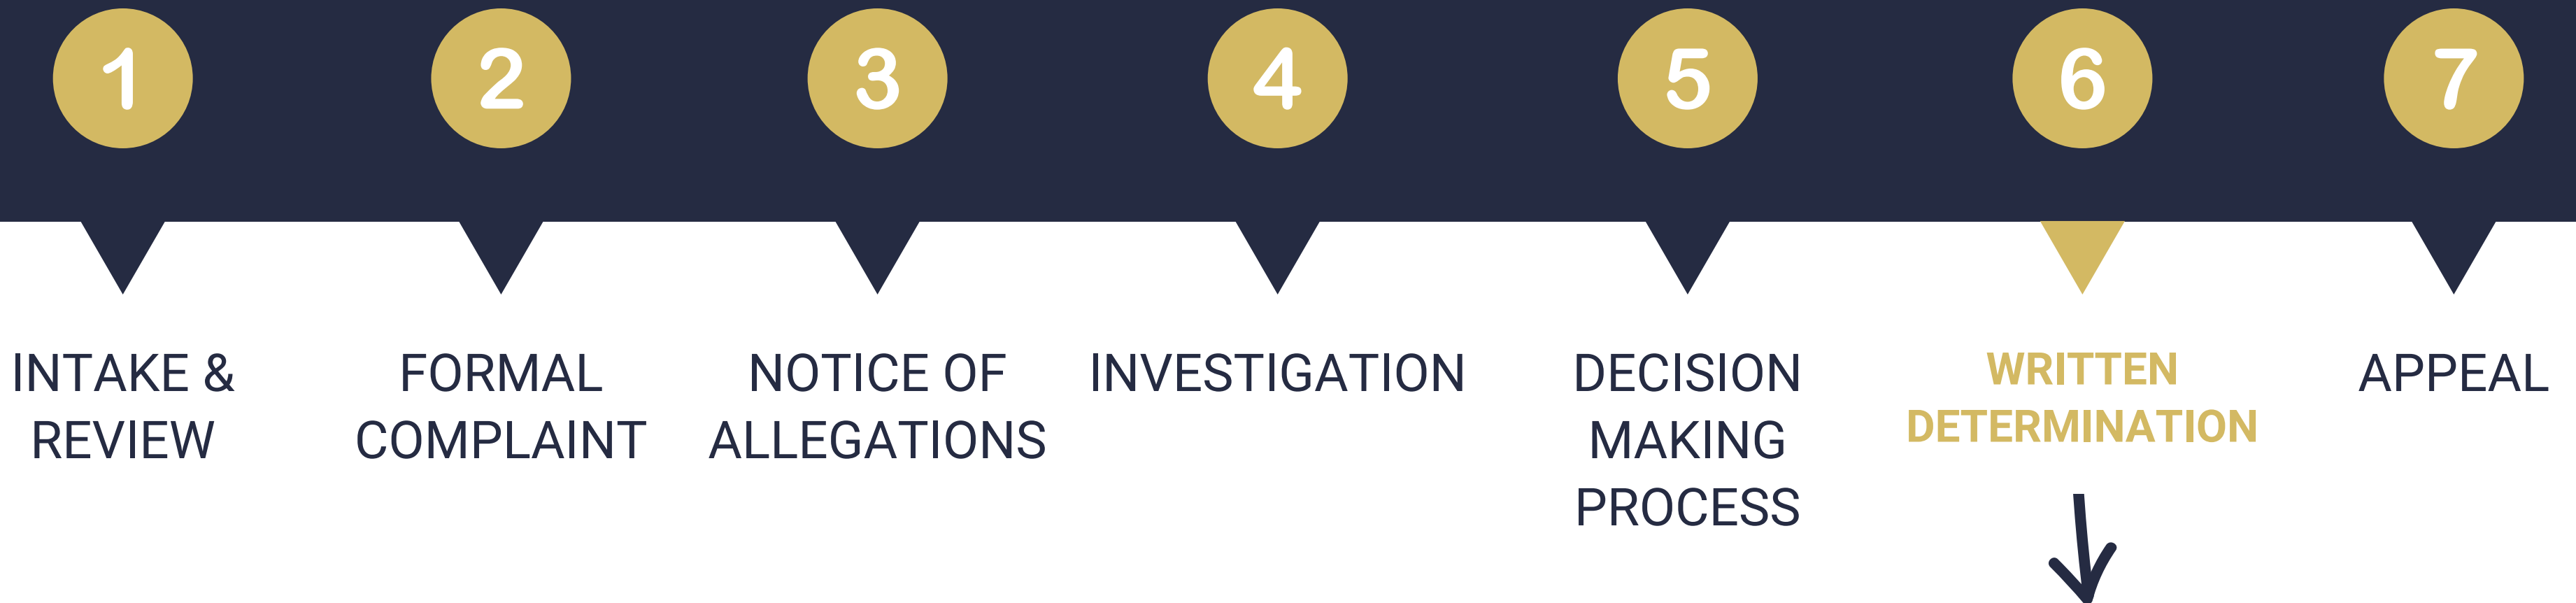 1
2
3
4
5
6
7
INTAKE &
REVIEW
FORMAL
COMPLAINT
NOTICE OF
ALLEGATIONS
INVESTIGATION
DECISION
MAKING
PROCESS
WRITTEN
DETERMINATION
APPEAL